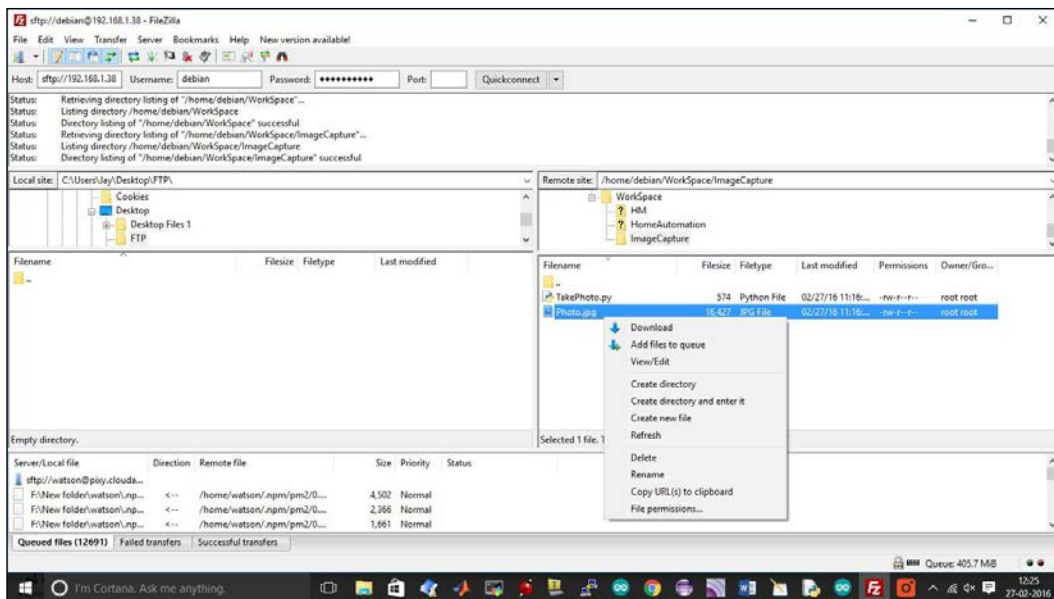 sftp://debian@192.168.1.38 - FileZilla
File Edit View Transfer Server Bookmarks Help New version available!
Host: sftp://192.168.1.38 Username: debian Password: ●●●●●●●●●● Port: Quickconnect
Status: Retrieving directory listing of "/home/debian/WorkSpace"...
Status: Listing directory /home/debian/WorkSpace
Status: Directory listing of "/home/debian/WorkSpace" successful
Status: Retrieving directory listing of "/home/debian/WorkSpace/ImageCapture"...
Status: Listing directory /home/debian/WorkSpace/ImageCapture
Status: Directory listing of "/home/debian/WorkSpace/ImageCapture" successful
Local site: C:\Users\Jay\Desktop\FTP\
Cookies
Desktop
Desktop Files 1
FTP
Remote site: /home/debian/WorkSpace/ImageCapture
WorkSpace
? HM
? HomeAutomation
ImageCapture
Filename Filesize Filetype Last modified
..
Empty directory.
Filename Filesize Filetype Last modified Permissions Owner/Gro...
..
TakePhoto.py 574 Python File 02/27/16 11:16:... -rw-r--r-- root root
Photo.jpg 16,427 JPG File 02/27/16 11:16:... -rw-r--r-- root root
Selected 1 file. 1
Download
Add files to queue
View/Edit
Create directory
Create directory and enter it
Create new file
Refresh
Delete
Rename
Copy URL(s) to clipboard
File permissions...
Server/Local file Direction Remote file Size Priority Status
sftp://watson@pixy.clouda...
F:\New folder\watson\.np... <-- /home/watson/.npm/pm2/0.... 4,502 Normal
F:\New folder\watson\.np... <-- /home/watson/.npm/pm2/0.... 2,366 Normal
F:\New folder\watson\.np... <-- /home/watson/.npm/pm2/0.... 1,661 Normal
Queued files (12691) Failed transfers Successful transfers
Queue: 405.7 MiB
I'm Cortana. Ask me anything.
12:25
27-02-2016